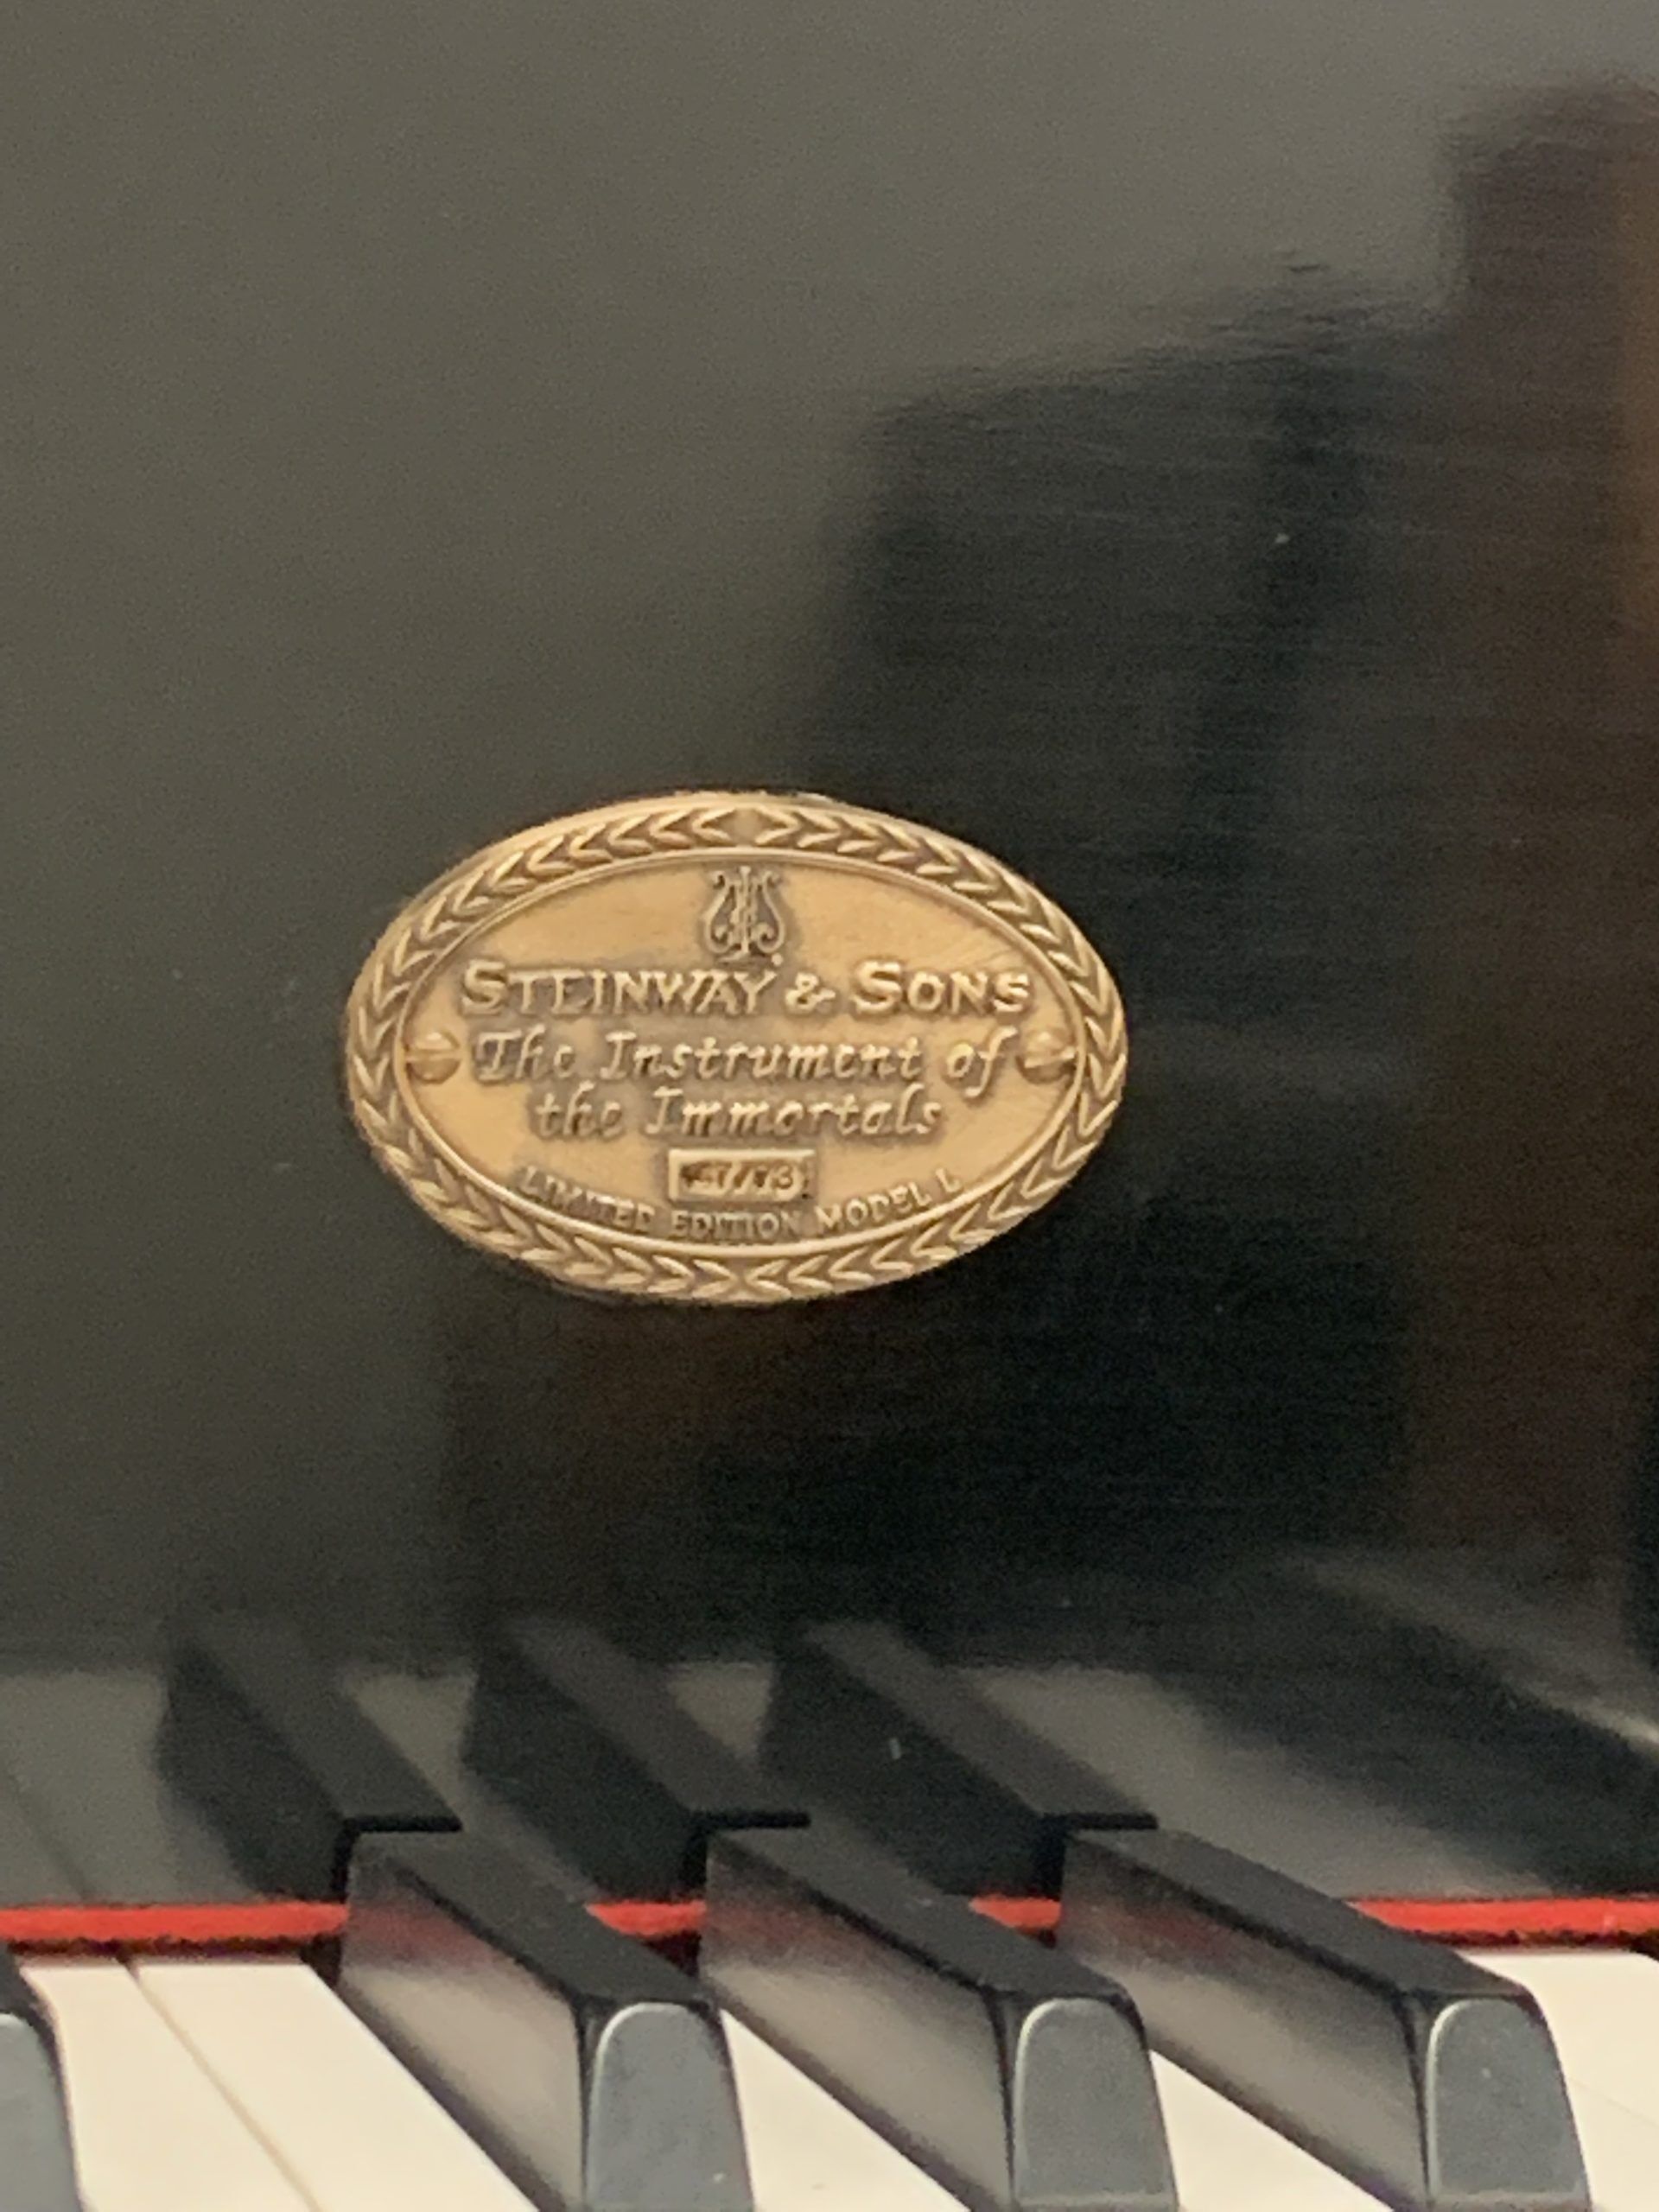 STEINWAY & SONS
The Instrument of
the Immortals
LIMITED EDITION MODEL L